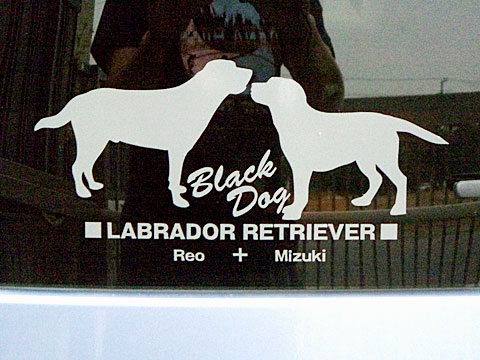 Black
Dog
■ LABRADOR RETRIEVER ■
Reo + Mizuki